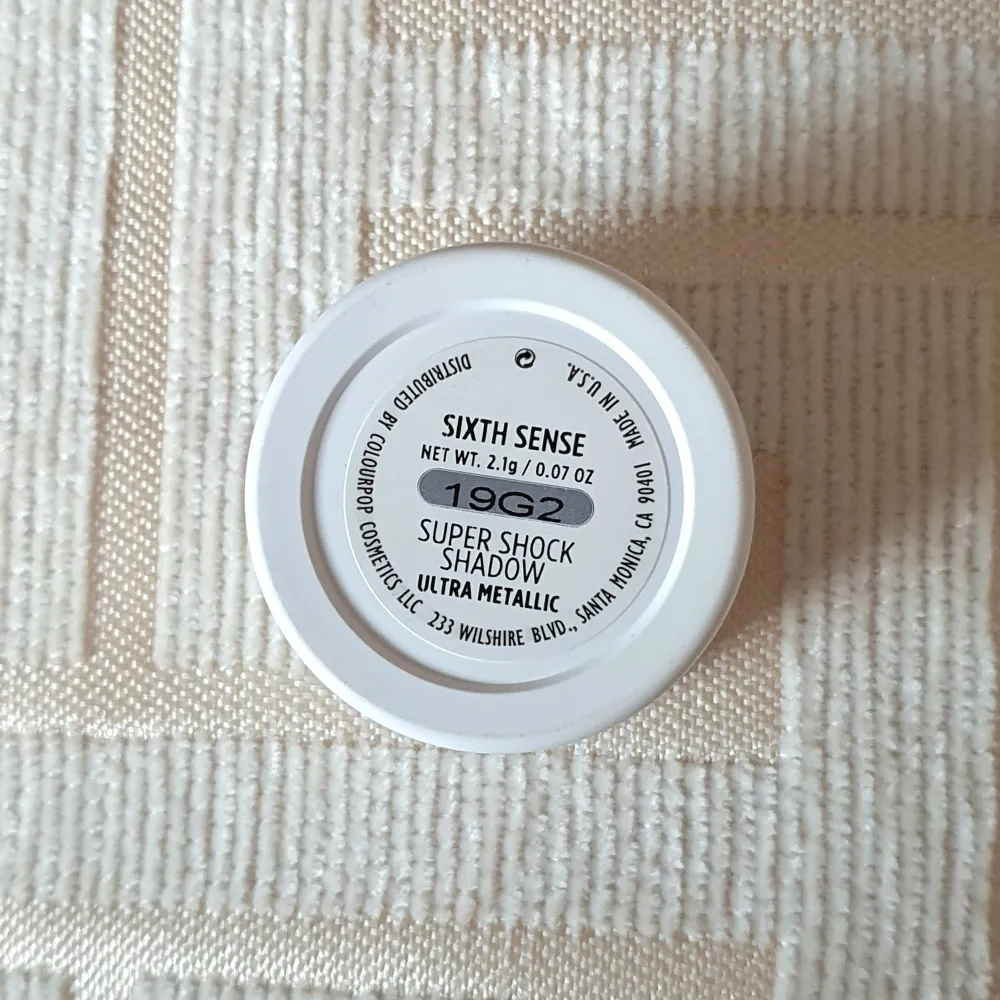 SIXTH SENSE
NET WT. 2.1g / 0.07 OZ
19G2
SUPER SHOCK
SHADOW
ULTRA METALLIC
DISTRIBUTED BY COLOURPOP COSMETICS LLC 233 WILSHIRE BLVD., SANTA MONICA, CA 90401 MADE IN U.S.A.